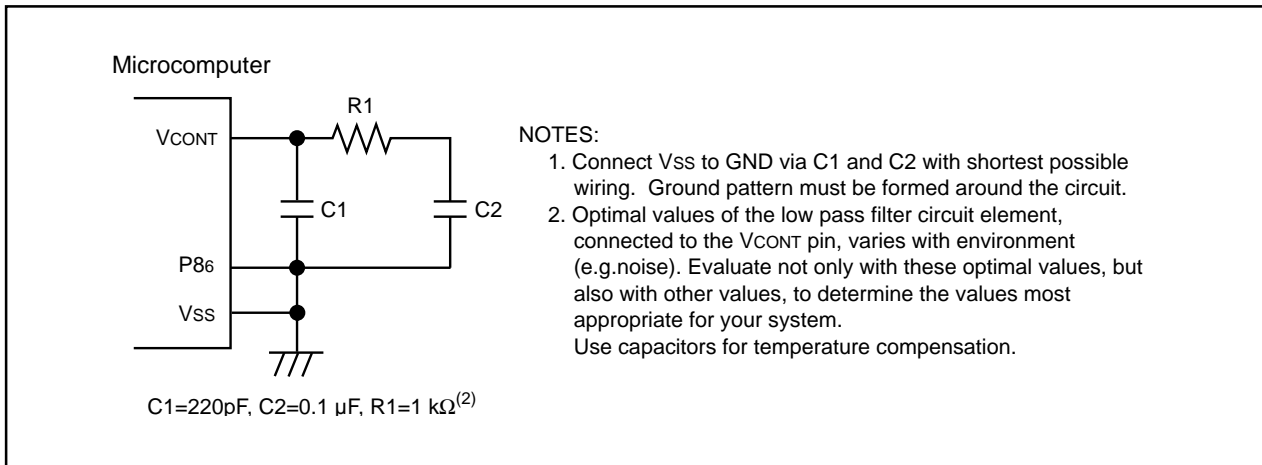 Microcomputer
R1
VCONT
C1
C2
P86
VSS
C1=220pF, C2=0.1 µF, R1=1 kΩ(2)
NOTES:
1. Connect VSS to GND via C1 and C2 with shortest possible
wiring. Ground pattern must be formed around the circuit.
2. Optimal values of the low pass filter circuit element,
connected to the VCONT pin, varies with environment
(e.g.noise). Evaluate not only with these optimal values, but
also with other values, to determine the values most
appropriate for your system.
Use capacitors for temperature compensation.